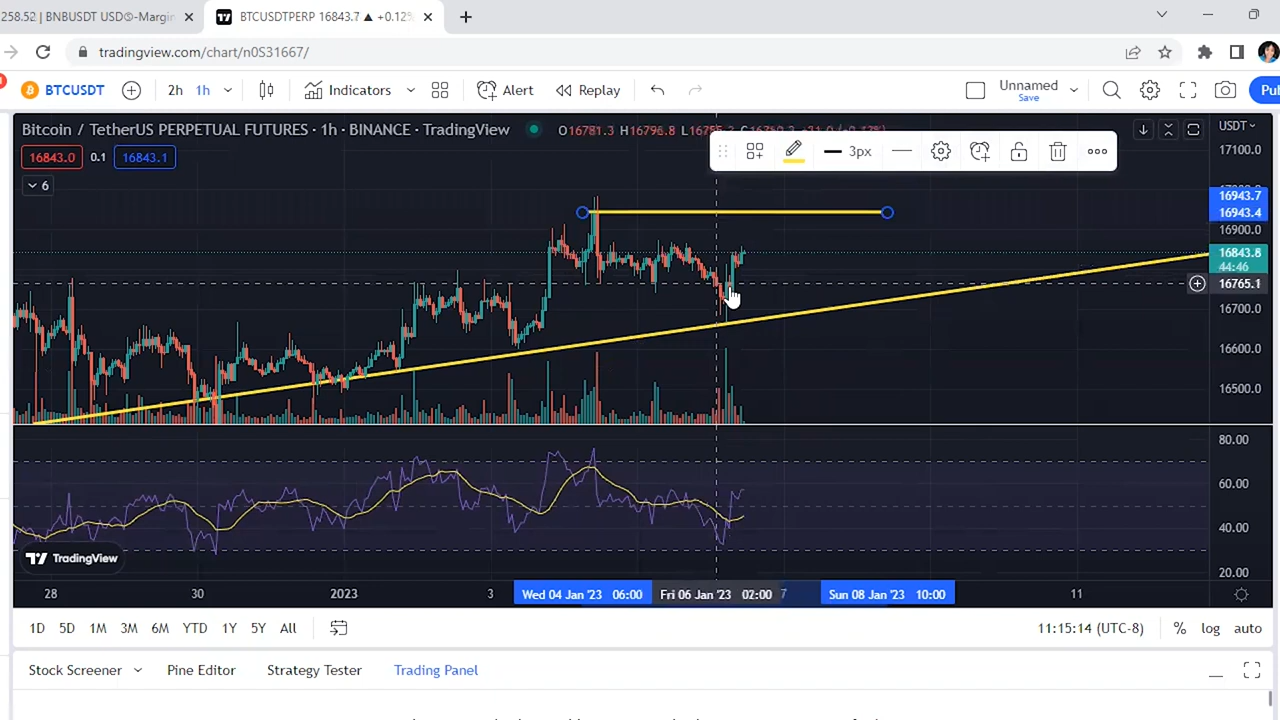 258.52 | BNBUSDT USDⓈ-Margin
BTCUSDTPERP 16843.7 ▲ +0.12%
tradingview.com/chart/n0S31667/
BTCUSDT 2h 1h Indicators Alert Replay Unnamed Save Pu
Bitcoin / TetherUS PERPETUAL FUTURES · 1h · BINANCE · TradingView
O16781.3 H16796.8
USDT
16843.0 0.1 16843.1
3px
6
17100.0
16943.7
16943.4
16900.0
16843.8
44:46
16765.1
16700.0
16600.0
16500.0
80.00
60.00
40.00
20.00
TradingView
28 30 2023 3 Wed 04 Jan '23 06:00 Fri 06 Jan '23 02:00 7 Sun 08 Jan '23 10:00 11
1D 5D 1M 3M 6M YTD 1Y 5Y All 11:15:14 (UTC-8) % log auto
Stock Screener Pine Editor Strategy Tester Trading Panel